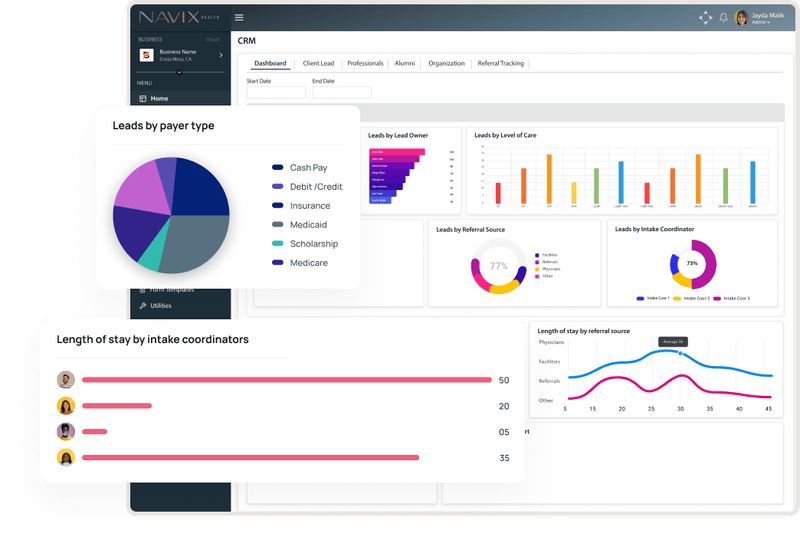 NAVIX HEALTH
Jayda Malik
Admin
BUSINESS
Business Name
Costa Mesa, CA
MENU
Home
Form Templates
Utilities
CRM
Dashboard
Client Lead
Professionals
Alumni
Organization
Referral Tracking
Start Date
End Date
Leads by payer type
Cash Pay
Debit /Credit
Insurance
Medicaid
Scholarship
Medicare
Leads by Lead Owner
Leads by Level of Care
Leads by Referral Source
77%
Facilities
Referrals
Physicians
Other
Leads by Intake Coordinator
73%
Intake Coor 1
Intake Coor 2
Intake Coor 3
Length of stay by intake coordinators
50
20
05
35
Length of stay by referral source
Average 30
Physicians
Facilities
Referrals
Other
5 15 20 25 30 35 40 45
rt